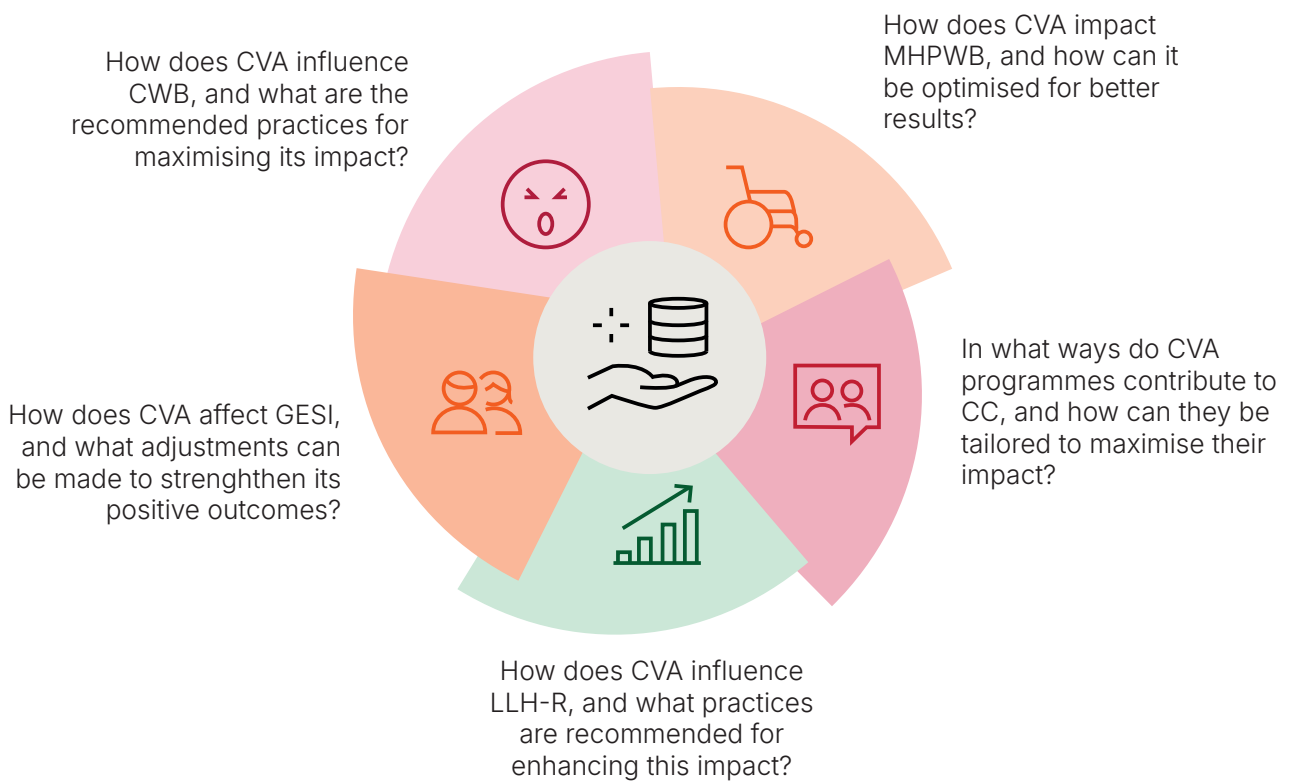 How does CVA influence
CWB, and what are the
recommended practices for
maximising its impact?
How does CVA impact
MHPWB, and how can it
be optimised for better
results?
In what ways do CVA
programmes contribute to
CC, and how can they be
tailored to maximise their
impact?
How does CVA affect GESI,
and what adjustments can
be made to strenghthen its
positive outcomes?
How does CVA influence
LLH-R, and what practices
are recommended for
enhancing this impact?